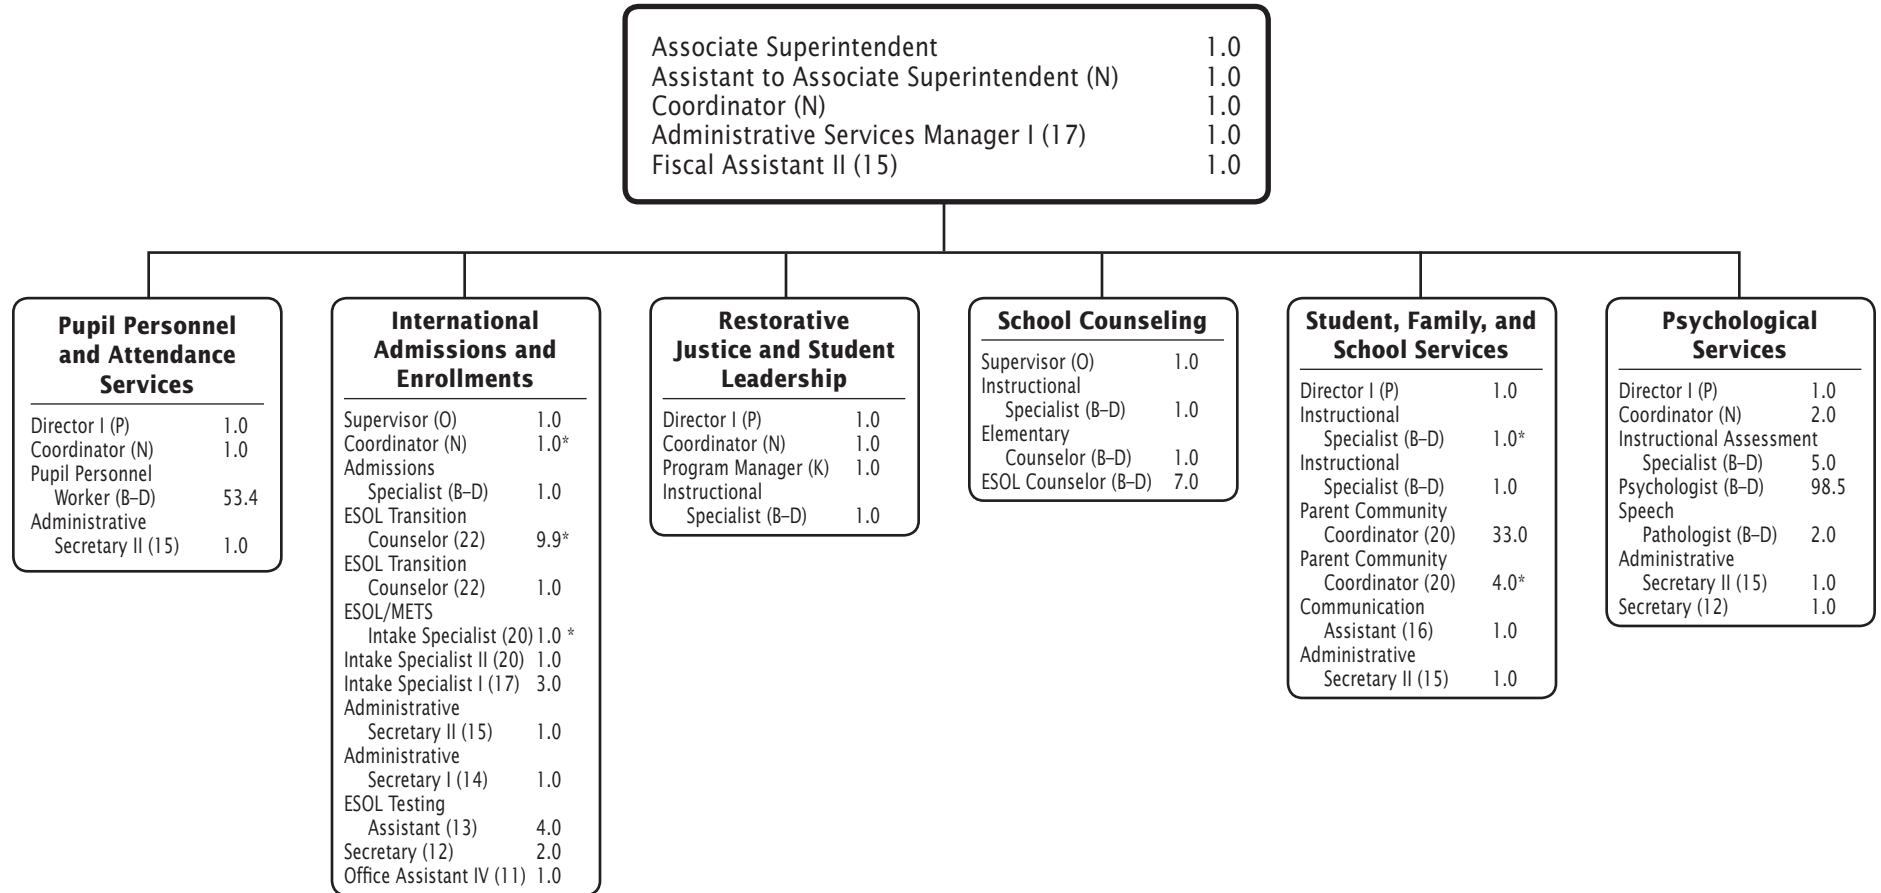 Associate Superintendent 1.0
Assistant to Associate Superintendent (N) 1.0
Coordinator (N) 1.0
Administrative Services Manager I (17) 1.0
Fiscal Assistant II (15) 1.0
Pupil Personnel
and Attendance
Services
Director I (P) 1.0
Coordinator (N) 1.0
Pupil Personnel
Worker (B–D) 53.4
Administrative
Secretary II (15) 1.0
International
Admissions and
Enrollments
Supervisor (O) 1.0
Coordinator (N) 1.0*
Admissions
Specialist (B–D) 1.0
ESOL Transition
Counselor (22) 9.9*
ESOL Transition
Counselor (22) 1.0
ESOL/METS
Intake Specialist (20) 1.0 *
Intake Specialist II (20) 1.0
Intake Specialist I (17) 3.0
Administrative
Secretary II (15) 1.0
Administrative
Secretary I (14) 1.0
ESOL Testing
Assistant (13) 4.0
Secretary (12) 2.0
Office Assistant IV (11) 1.0
Restorative
Justice and Student
Leadership
Director I (P) 1.0
Coordinator (N) 1.0
Program Manager (K) 1.0
Instructional
Specialist (B–D) 1.0
School Counseling
Supervisor (O) 1.0
Instructional
Specialist (B–D) 1.0
Elementary
Counselor (B–D) 1.0
ESOL Counselor (B–D) 7.0
Student, Family, and
School Services
Director I (P) 1.0
Instructional
Specialist (B–D) 1.0*
Instructional
Specialist (B–D) 1.0
Parent Community
Coordinator (20) 33.0
Parent Community
Coordinator (20) 4.0*
Communication
Assistant (16) 1.0
Administrative
Secretary II (15) 1.0
Psychological
Services
Director I (P) 1.0
Coordinator (N) 2.0
Instructional Assessment
Specialist (B–D) 5.0
Psychologist (B–D) 98.5
Speech
Pathologist (B–D) 2.0
Administrative
Secretary II (15) 1.0
Secretary (12) 1.0